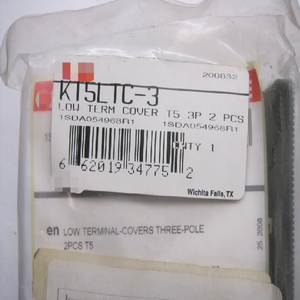 200832
KT5LTC-3
LOW TERM COVER T5 3P 2 PCS
1SDA054968R1 1SDA054968R1
QNTY 1
6 62019 34775 2
Wichita Falls, TX
en LOW TERMINAL-COVERS THREE-POLE
2PCS T5